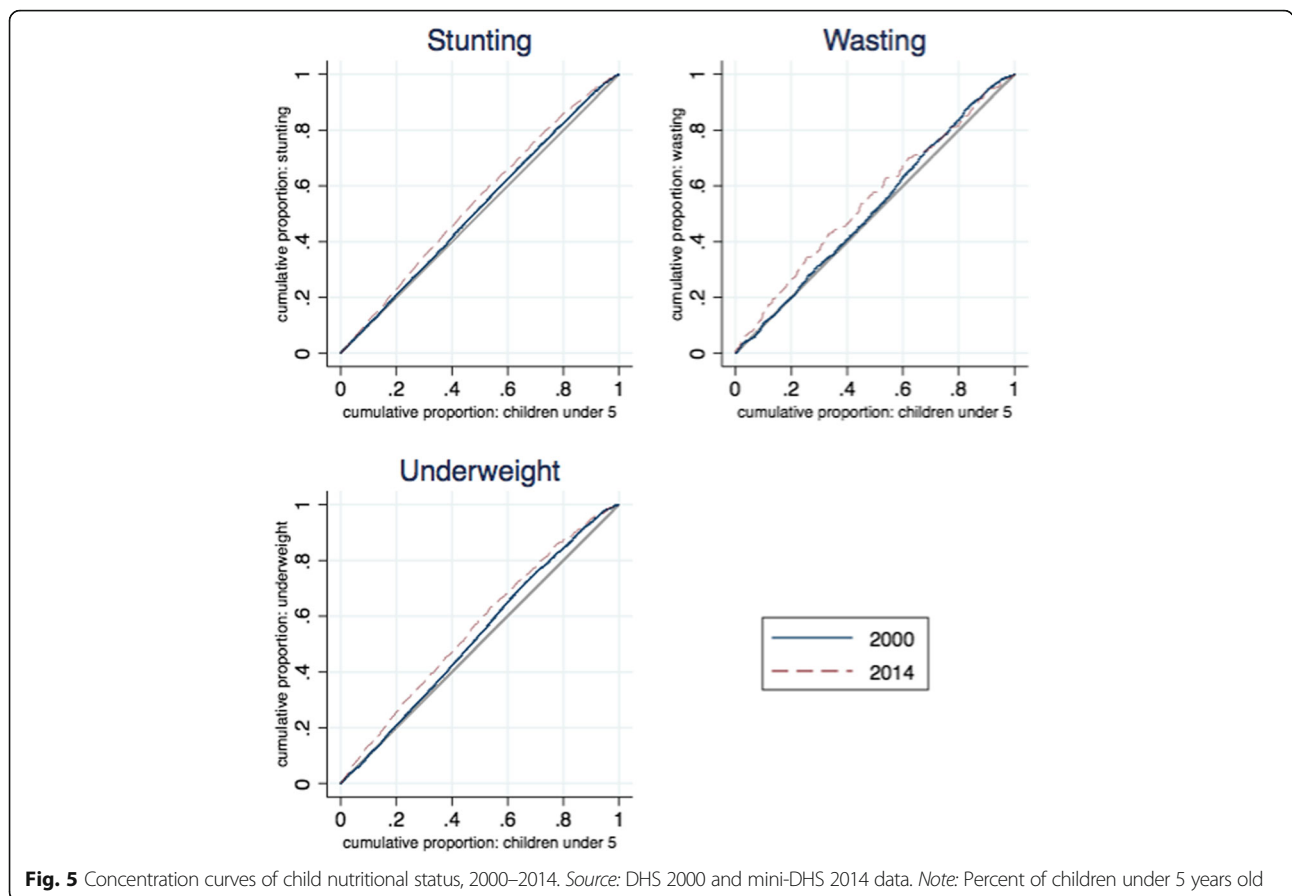 Stunting
cumulative proportion: stunting
1
.8
.6
.4
.2
0
0 .2 .4 .6 .8 1
cumulative proportion: children under 5
Wasting
cumulative proportion: wasting
1
.8
.6
.4
.2
0
0 .2 .4 .6 .8 1
cumulative proportion: children under 5
Underweight
cumulative proportion: underweight
1
.8
.6
.4
.2
0
0 .2 .4 .6 .8 1
cumulative proportion: children under 5
2000
2014
Fig. 5 Concentration curves of child nutritional status, 2000–2014. Source: DHS 2000 and mini-DHS 2014 data. Note: Percent of children under 5 years old